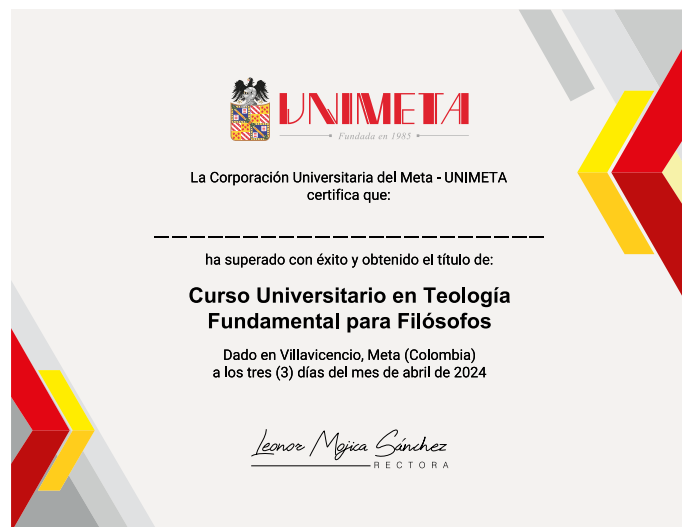 UNIMETA
Fundada en 1985
La Corporación Universitaria del Meta - UNIMETA
certifica que:
ha superado con éxito y obtenido el título de:
Curso Universitario en Teología
Fundamental para Filósofos
Dado en Villavicencio, Meta (Colombia)
a los tres (3) días del mes de abril de 2024
Leonor Mojica Sánchez
RECTORA